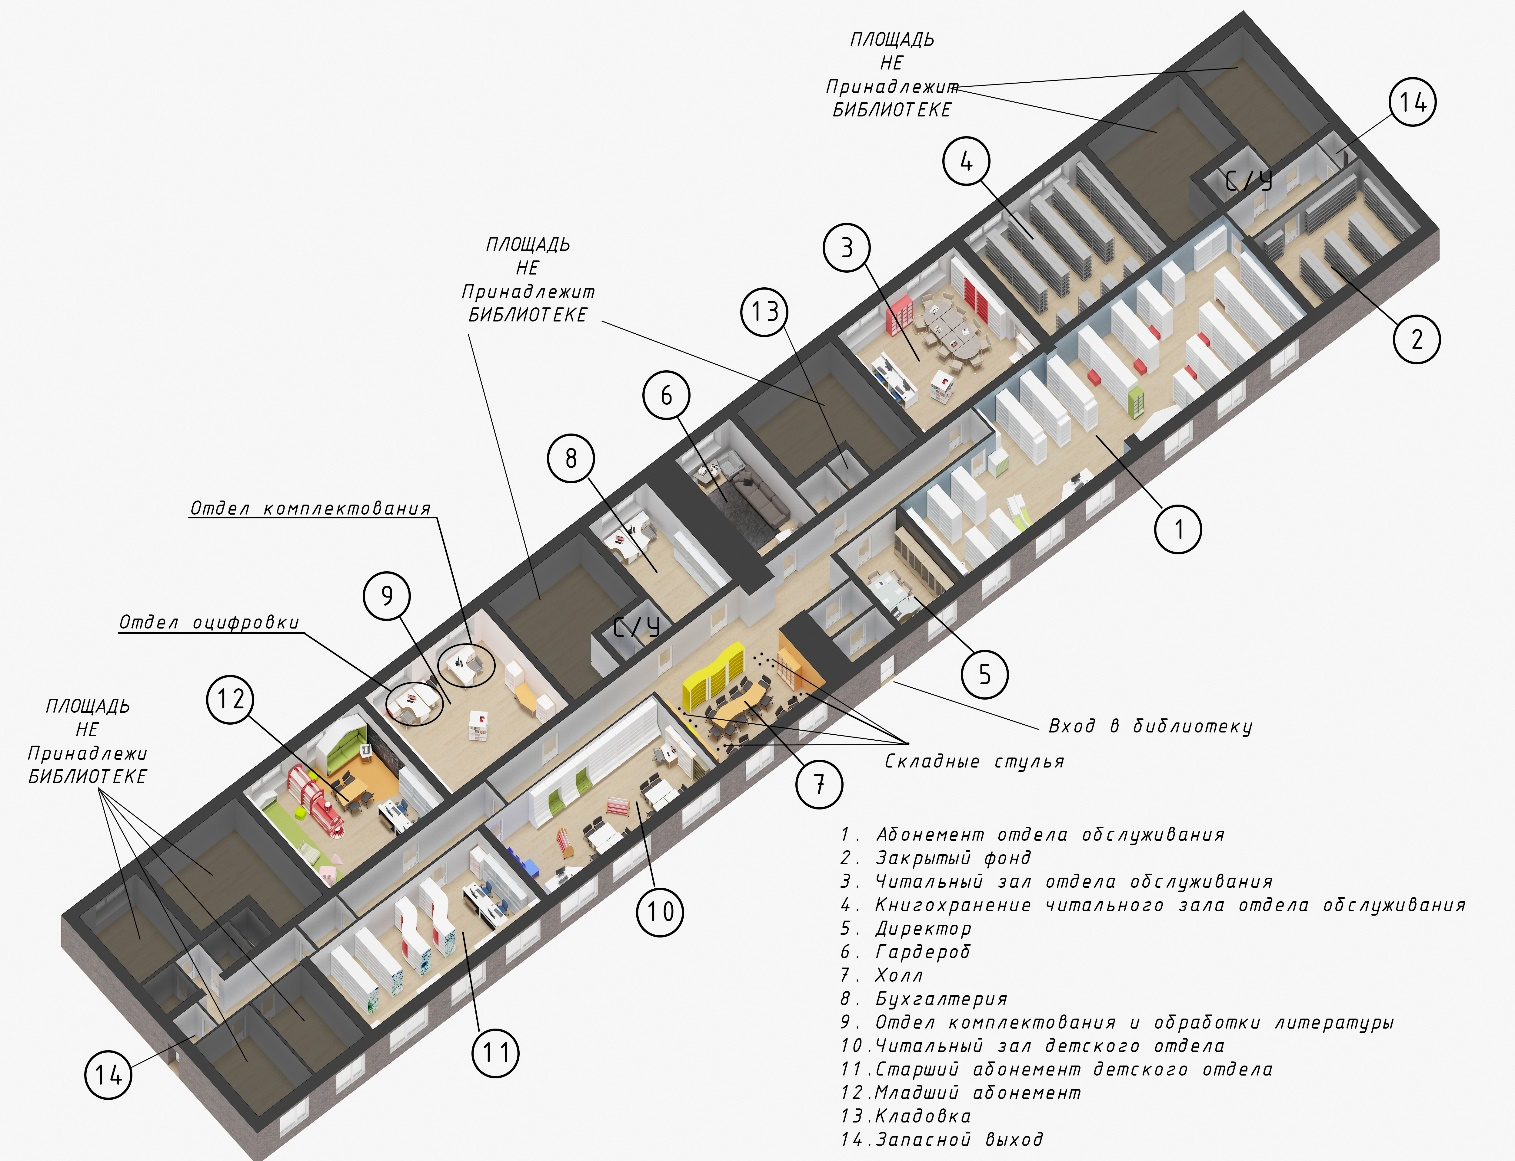 ПЛОЩАДЬ
НЕ
Принадлежит
БИБЛИОТЕКЕ
14
4
С/У
3
ПЛОЩАДЬ
НЕ
Принадлежит
БИБЛИОТЕКЕ
13
2
6
8
1
Отдел комплектования
9
Отдел оцифровки
С/У
5
12
ПЛОЩАДЬ
НЕ
Принадлежи
БИБЛИОТЕКЕ
Вход в библиотеку
Складные стулья
7
10
11
14
1. Абонемент отдела обслуживания
2. Закрытый фонд
3. Читальный зал отдела обслуживания
4. Книгохранение читального зала отдела обслуживания
5. Директор
6. Гардероб
7. Холл
8. Бухгалтерия
9. Отдел комплектования и обработки литературы
10.Читальный зал детского отдела
11.Старший абонемент детского отдела
12.Младший абонемент
13.Кладовка
14.Запасной выход